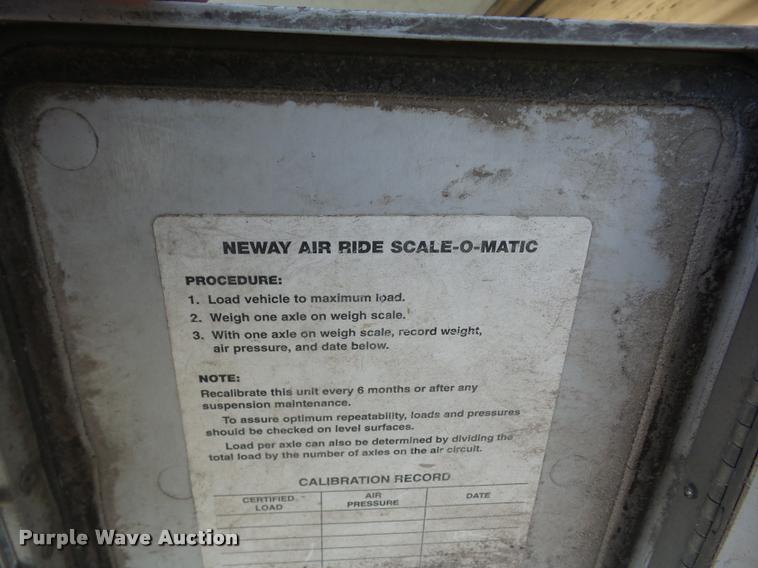 NEWAY AIR RIDE SCALE-O-MATIC
PROCEDURE:
1. Load vehicle to maximum load.
2. Weigh one axle on weigh scale.
3. With one axle on weigh scale, record weight,
air pressure, and date below.
NOTE:
Recalibrate this unit every 6 months or after any
suspension maintenance.
To assure optimum repeatability, loads and pressures
should be checked on level surfaces.
Load per axle can also be determined by dividing the
total load by the number of axles on the air circuit.
CALIBRATION RECORD
CERTIFIED LOAD AIR PRESSURE DATE
Purple Wave Auction